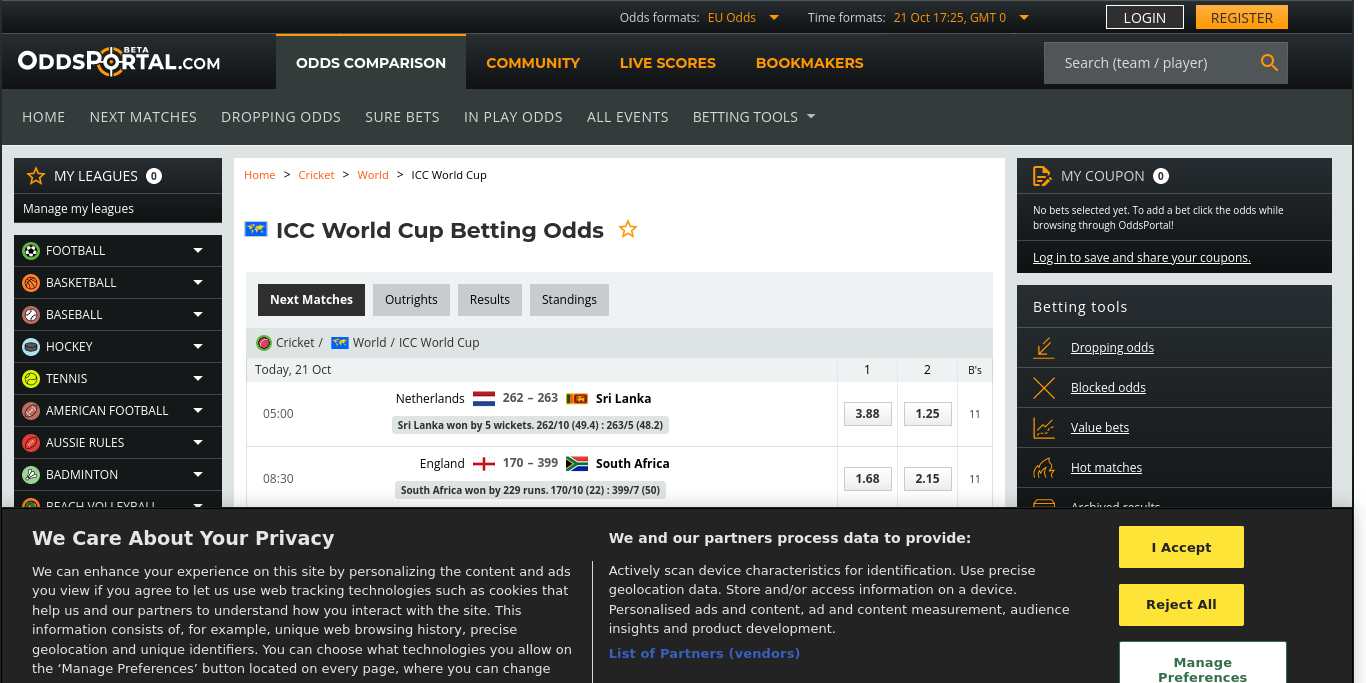 Odds formats: EU Odds Time formats: 21 Oct 17:25, GMT 0 LOGIN REGISTER
ODDSPORTAL.COM BETA
ODDS COMPARISON COMMUNITY LIVE SCORES BOOKMAKERS Search (team / player)
HOME NEXT MATCHES DROPPING ODDS SURE BETS IN PLAY ODDS ALL EVENTS BETTING TOOLS
MY LEAGUES 0
Manage my leagues
FOOTBALL
BASKETBALL
BASEBALL
HOCKEY
TENNIS
AMERICAN FOOTBALL
AUSSIE RULES
BADMINTON
BEACH VOLLEYBALL
Home > Cricket > World > ICC World Cup
ICC World Cup Betting Odds
Next Matches Outrights Results Standings
Cricket / World / ICC World Cup
Today, 21 Oct 1 2 B's
05:00 Netherlands 262 – 263 Sri Lanka 3.88 1.25 11
Sri Lanka won by 5 wickets. 262/10 (49.4) : 263/5 (48.2)
08:30 England 170 – 399 South Africa 1.68 2.15 11
South Africa won by 229 runs. 170/10 (22) : 399/7 (50)
MY COUPON 0
No bets selected yet. To add a bet click the odds while
browsing through OddsPortal!
Log in to save and share your coupons.
Betting tools
Dropping odds
Blocked odds
Value bets
Hot matches
Archived results
We Care About Your Privacy
We can enhance your experience on this site by personalizing the content and ads
you view if you agree to let us use web tracking technologies such as cookies that
help us and our partners to understand how you interact with the site. This
information consists of, for example, unique web browsing history, precise
geolocation and unique identifiers. You can choose what technologies you allow on
the ‘Manage Preferences’ button located on every page, where you can change
We and our partners process data to provide:
Actively scan device characteristics for identification. Use precise
geolocation data. Store and/or access information on a device.
Personalised ads and content, ad and content measurement, audience
insights and product development.
List of Partners (vendors)
I Accept
Reject All
Manage
Preferences